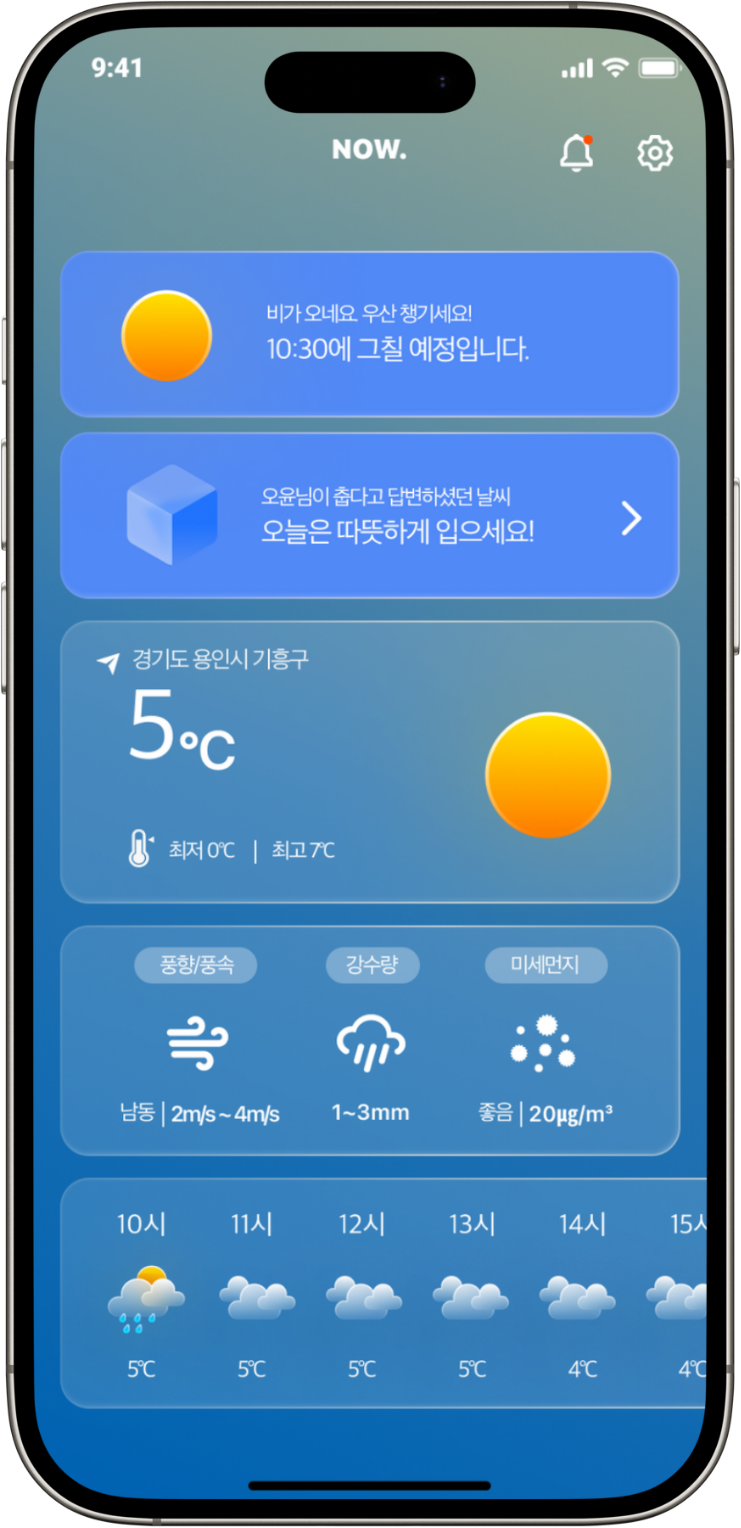 9:41
NOW.
비가 오네요. 우산 챙기세요!
10:30에 그칠 예정입니다.
오윤님이 춥다고 답변하셨던 날씨
오늘은 따뜻하게 입으세요!
경기도 용인시 기흥구
5℃
최저 0℃ | 최고 7℃
풍향/풍속 강수량 미세먼지
남동 | 2m/s ~ 4m/s 1~3mm 좋음 | 20㎍/m³
10시 11시 12시 13시 14시 15시
5℃ 5℃ 5℃ 5℃ 4℃ 4℃